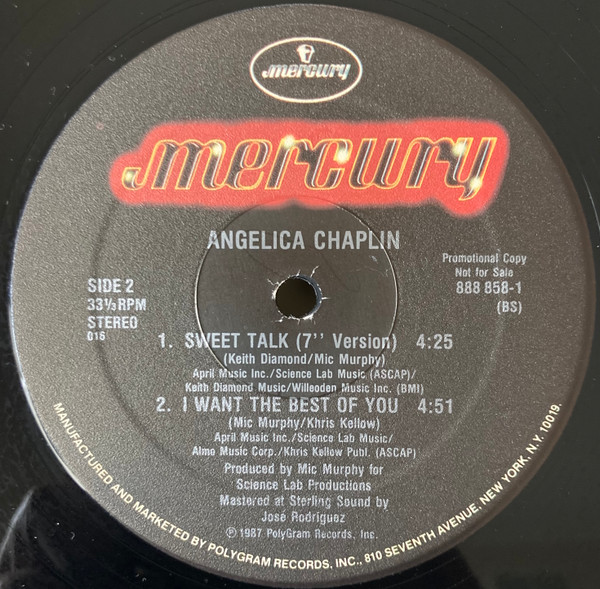 mercury
mercury
ANGELICA CHAPLIN
Promotional Copy
Not for Sale
888 858-1
(BS)
SIDE 2
33⅓ RPM
STEREO
016
1. SWEET TALK (7'' Version) 4:25
(Keith Diamond/Mic Murphy)
April Music Inc./Science Lab Music (ASCAP)/
Keith Diamond Music/Willeoden Music Inc. (BMI)
2. I WANT THE BEST OF YOU 4:51
(Mic Murphy/Khris Kellow)
April Music Inc./Science Lab Music/
Almo Music Corp./Khris Kellow Publ. (ASCAP)
Produced by Mic Murphy for
Science Lab Productions
Mastered at Sterling Sound by
José Rodriguez
℗ 1987 PolyGram Records, Inc.
MANUFACTURED AND MARKETED BY POLYGRAM RECORDS, INC., 810 SEVENTH AVENUE, NEW YORK, N.Y. 10019.